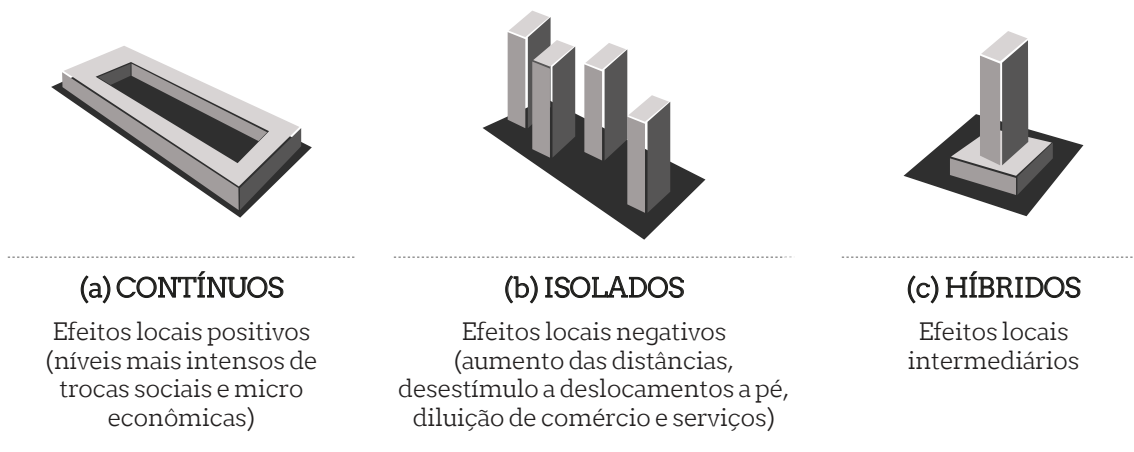 (a) CONTÍNUOS
Efeitos locais positivos
(níveis mais intensos de
trocas sociais e micro
econômicas)
(b) ISOLADOS
Efeitos locais negativos
(aumento das distâncias,
desestímulo a deslocamentos a pé,
diluição de comércio e serviços)
(c) HÍBRIDOS
Efeitos locais
intermediários